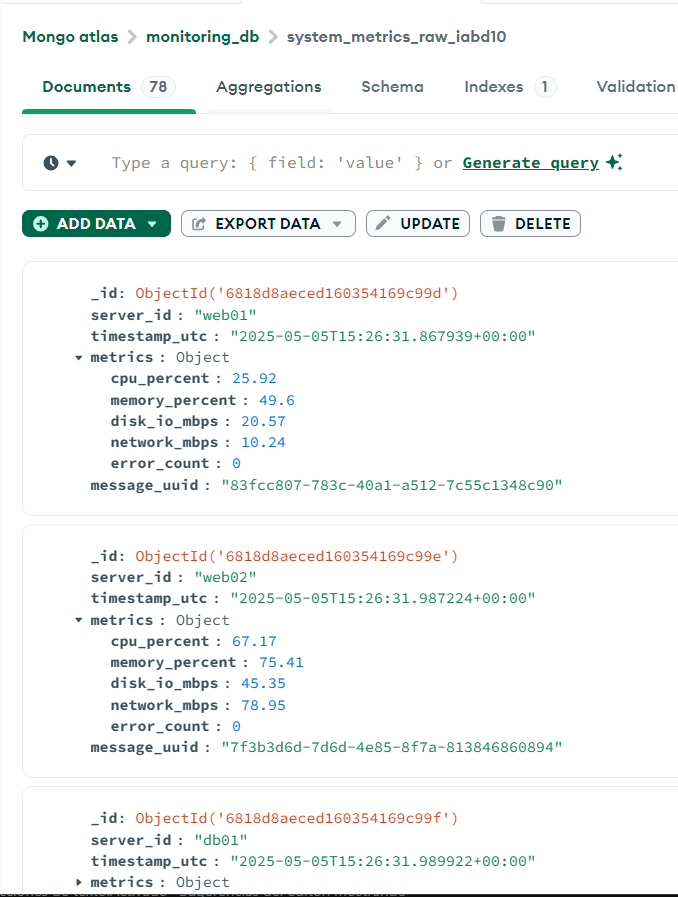 Mongo atlas > monitoring_db > system_metrics_raw_iabd10
Documents 78 Aggregations Schema Indexes 1 Validation
Type a query: { field: 'value' } or Generate query
ADD DATA EXPORT DATA UPDATE DELETE
_id: ObjectId('6818d8aeced160354169c99d')
server_id : "web01"
timestamp_utc : "2025-05-05T15:26:31.867939+00:00"
metrics : Object
cpu_percent : 25.92
memory_percent : 49.6
disk_io_mbps : 20.57
network_mbps : 10.24
error_count : 0
message_uuid : "83fcc807-783c-40a1-a512-7c55c1348c90"
_id: ObjectId('6818d8aeced160354169c99e')
server_id : "web02"
timestamp_utc : "2025-05-05T15:26:31.987224+00:00"
metrics : Object
cpu_percent : 67.17
memory_percent : 75.41
disk_io_mbps : 45.35
network_mbps : 78.95
error_count : 0
message_uuid : "7f3b3d6d-7d6d-4e85-8f7a-813846860894"
_id: ObjectId('6818d8aeced160354169c99f')
server_id : "db01"
timestamp_utc : "2025-05-05T15:26:31.989922+00:00"
metrics : Object